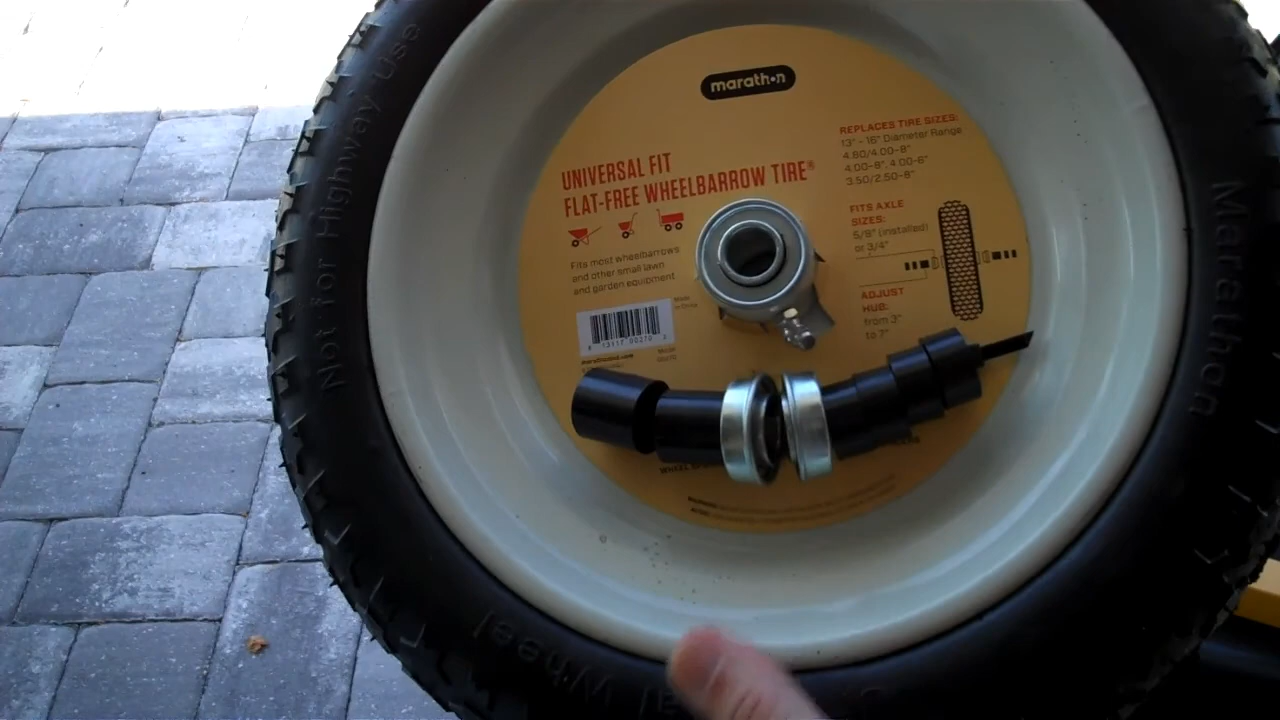 marathon
UNIVERSAL FIT
FLAT-FREE WHEELBARROW TIRE®
Fits most wheelbarrows
and other small lawn
and garden equipment
REPLACES TIRE SIZES:
13" - 16" Diameter Range
4.80/4.00-8"
4.00-8", 4.00-6"
3.50/2.50-8"
FITS AXLE
SIZES:
5/8" (installed)
or 3/4"
ADJUST
HUB:
from 3"
to 7"
Made
Model
Not for Highway Use
Marathon
Wheel